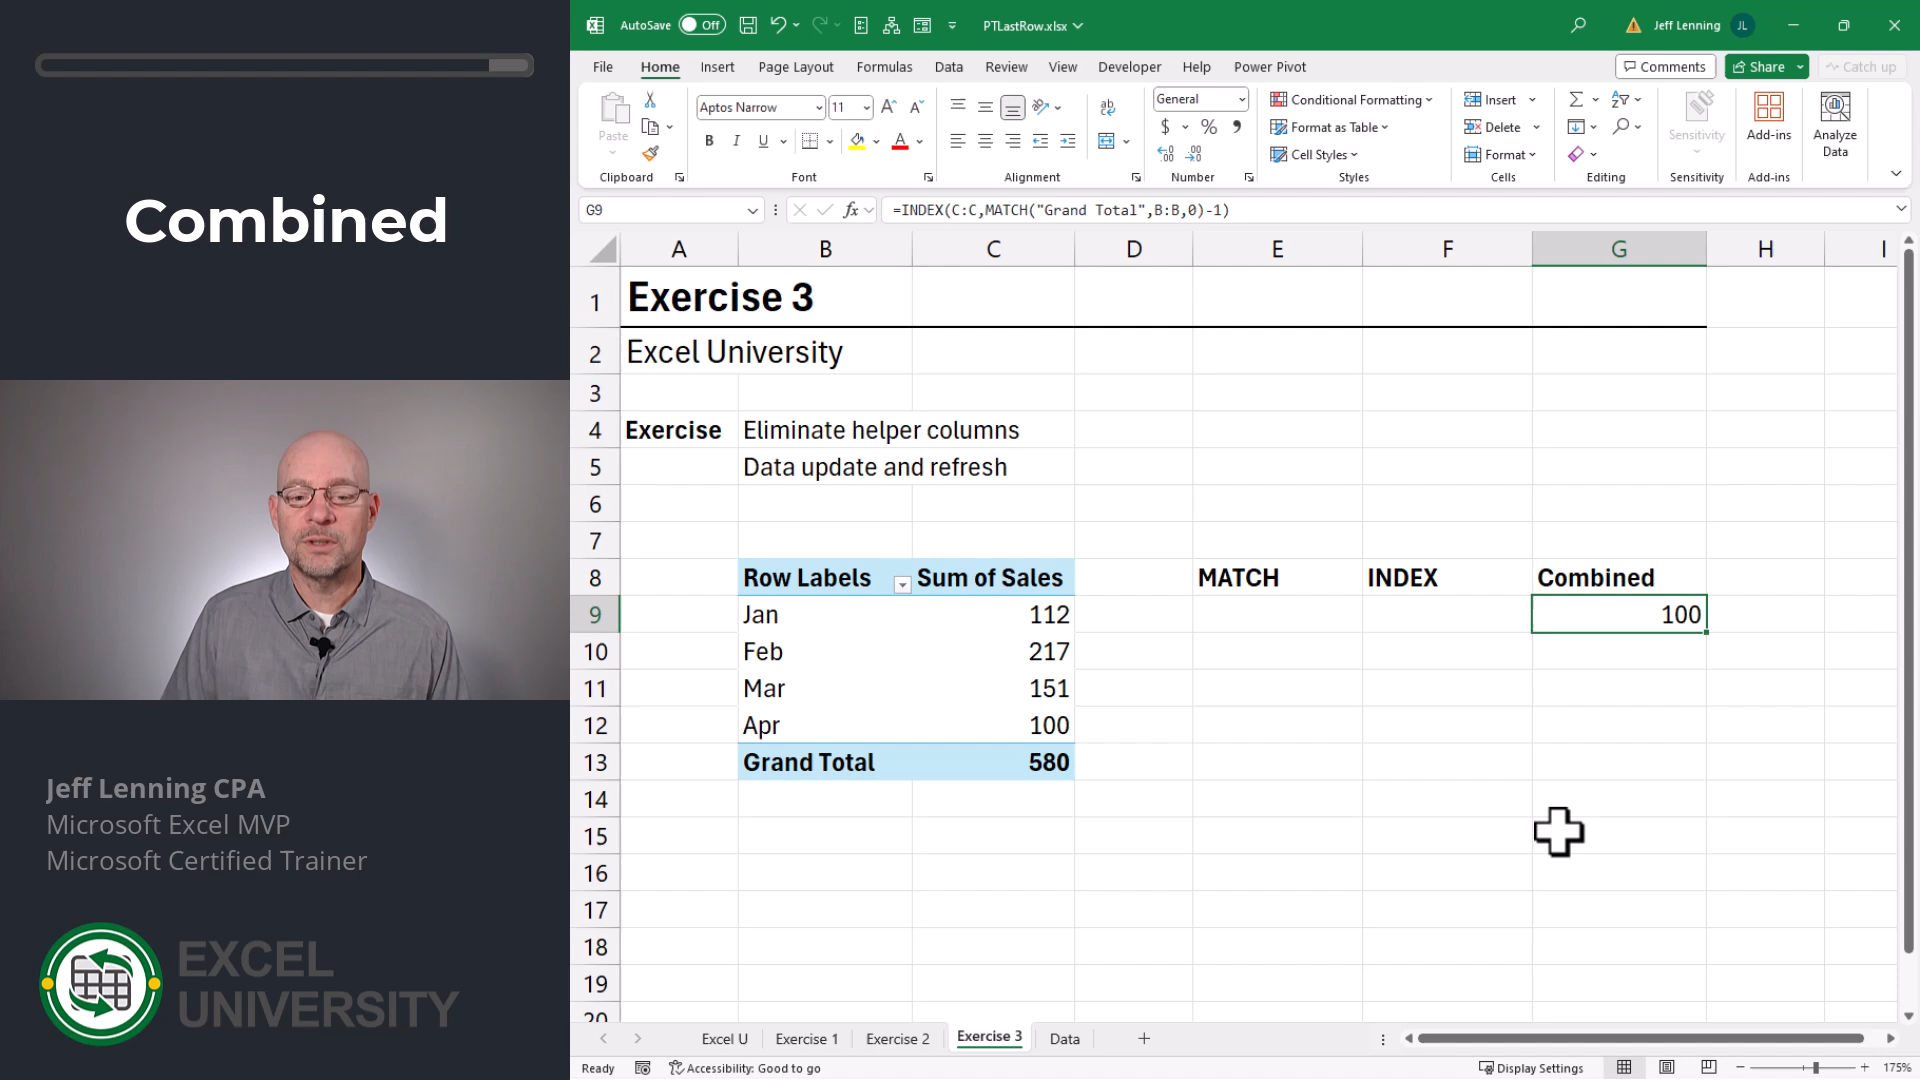 Combined
Jeff Lenning CPA
Microsoft Excel MVP
Microsoft Certified Trainer
EXCEL
UNIVERSITY
AutoSave Off PTLastRow.xlsx Jeff Lenning JL
File Home Insert Page Layout Formulas Data Review View Developer Help Power Pivot Comments Share Catch up
Paste Aptos Narrow 11 General Conditional Formatting Insert Sensitivity Add-ins Analyze Data
B I U $ % Format as Table Delete
Cell Styles Format
Clipboard Font Alignment Number Styles Cells Editing Sensitivity Add-ins
G9 fx =INDEX(C:C,MATCH("Grand Total",B:B,0)-1)
A B C D E F G H I
1 Exercise 3
2 Excel University
3
4 Exercise Eliminate helper columns
5 Data update and refresh
6
7
8 Row Labels Sum of Sales MATCH INDEX Combined
9 Jan 112 100
10 Feb 217
11 Mar 151
12 Apr 100
13 Grand Total 580
14
15
16
17
18
19
20
Excel U Exercise 1 Exercise 2 Exercise 3 Data
Ready Accessibility: Good to go Display Settings 175%